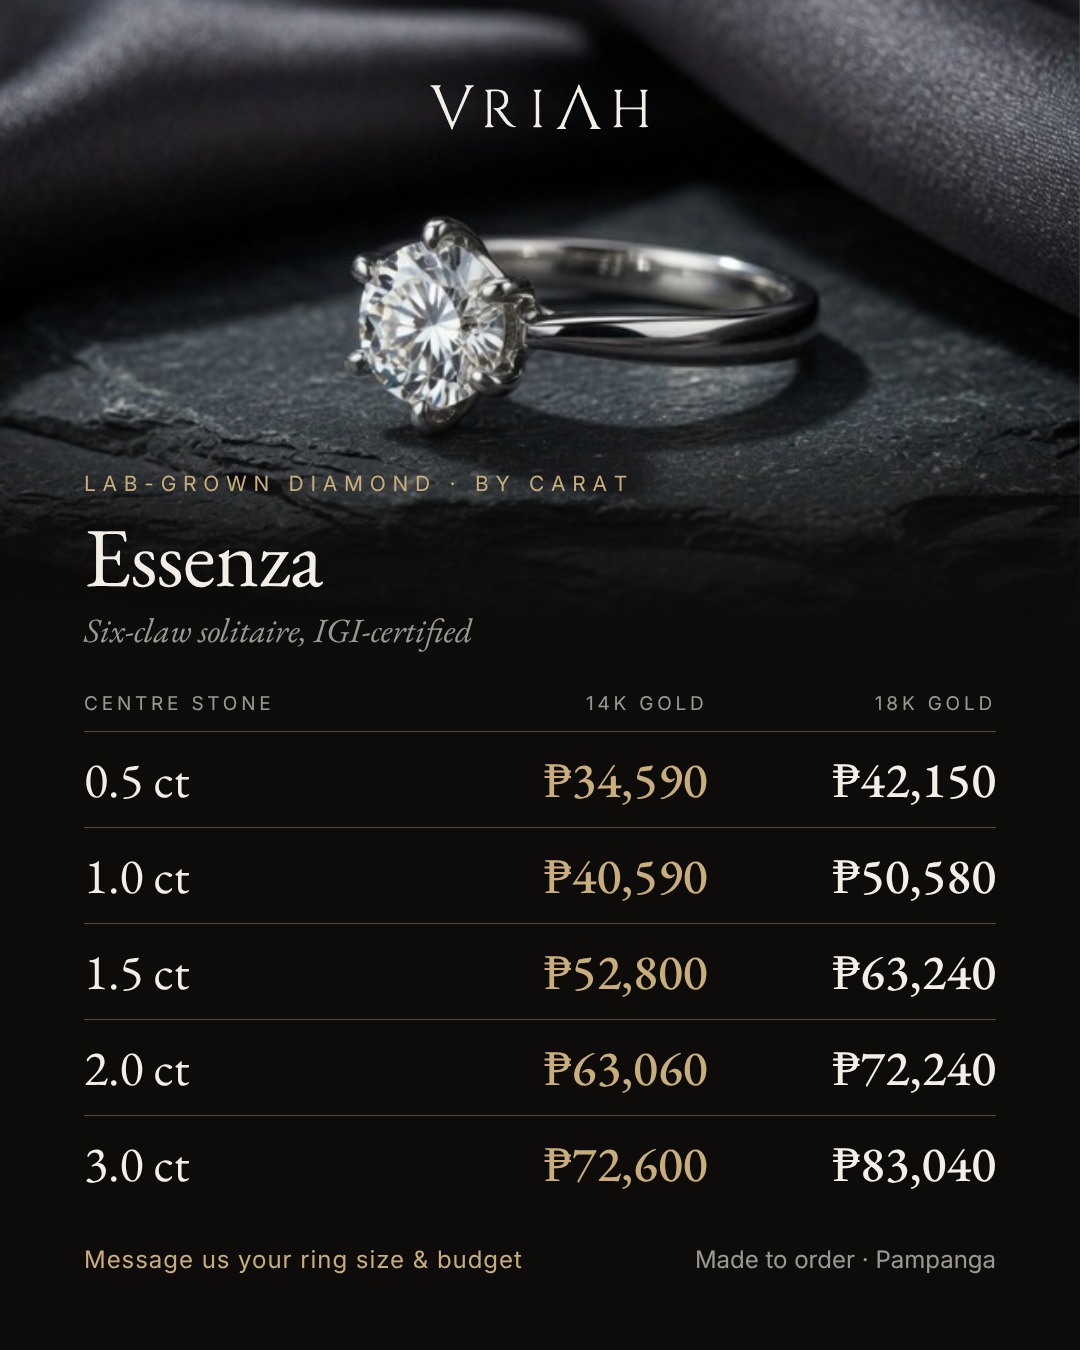 VRIAH
LAB-GROWN DIAMOND · BY CARAT
Essenza
Six-claw solitaire, IGI-certified
CENTRE STONE 14K GOLD 18K GOLD
0.5 ct ₱34,590 ₱42,150
1.0 ct ₱40,590 ₱50,580
1.5 ct ₱52,800 ₱63,240
2.0 ct ₱63,060 ₱72,240
3.0 ct ₱72,600 ₱83,040
Message us your ring size & budget Made to order · Pampanga